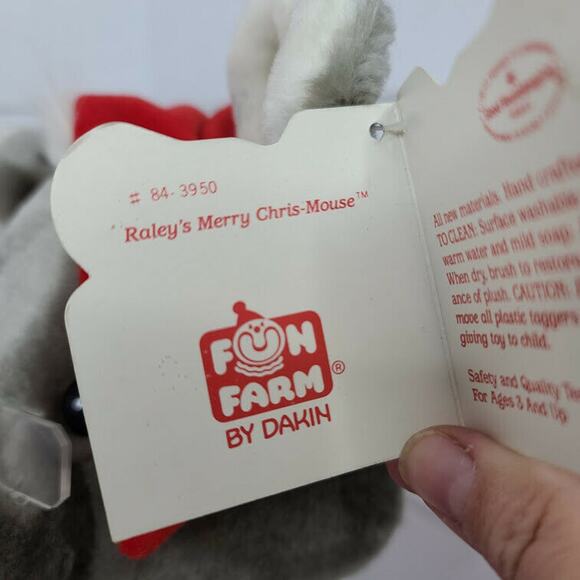 # 84-3950
Raley's Merry Chris-Mouse™
FUN
FARM®
BY DAKIN
All new materials. Hand crafted
TO CLEAN: Surface washable
warm water and mild soap.
When dry, brush to restore
ance of plush. CAUTION:
move all plastic taggers
giving toy to child.
Safety and Quality
For Ages 3 And Up